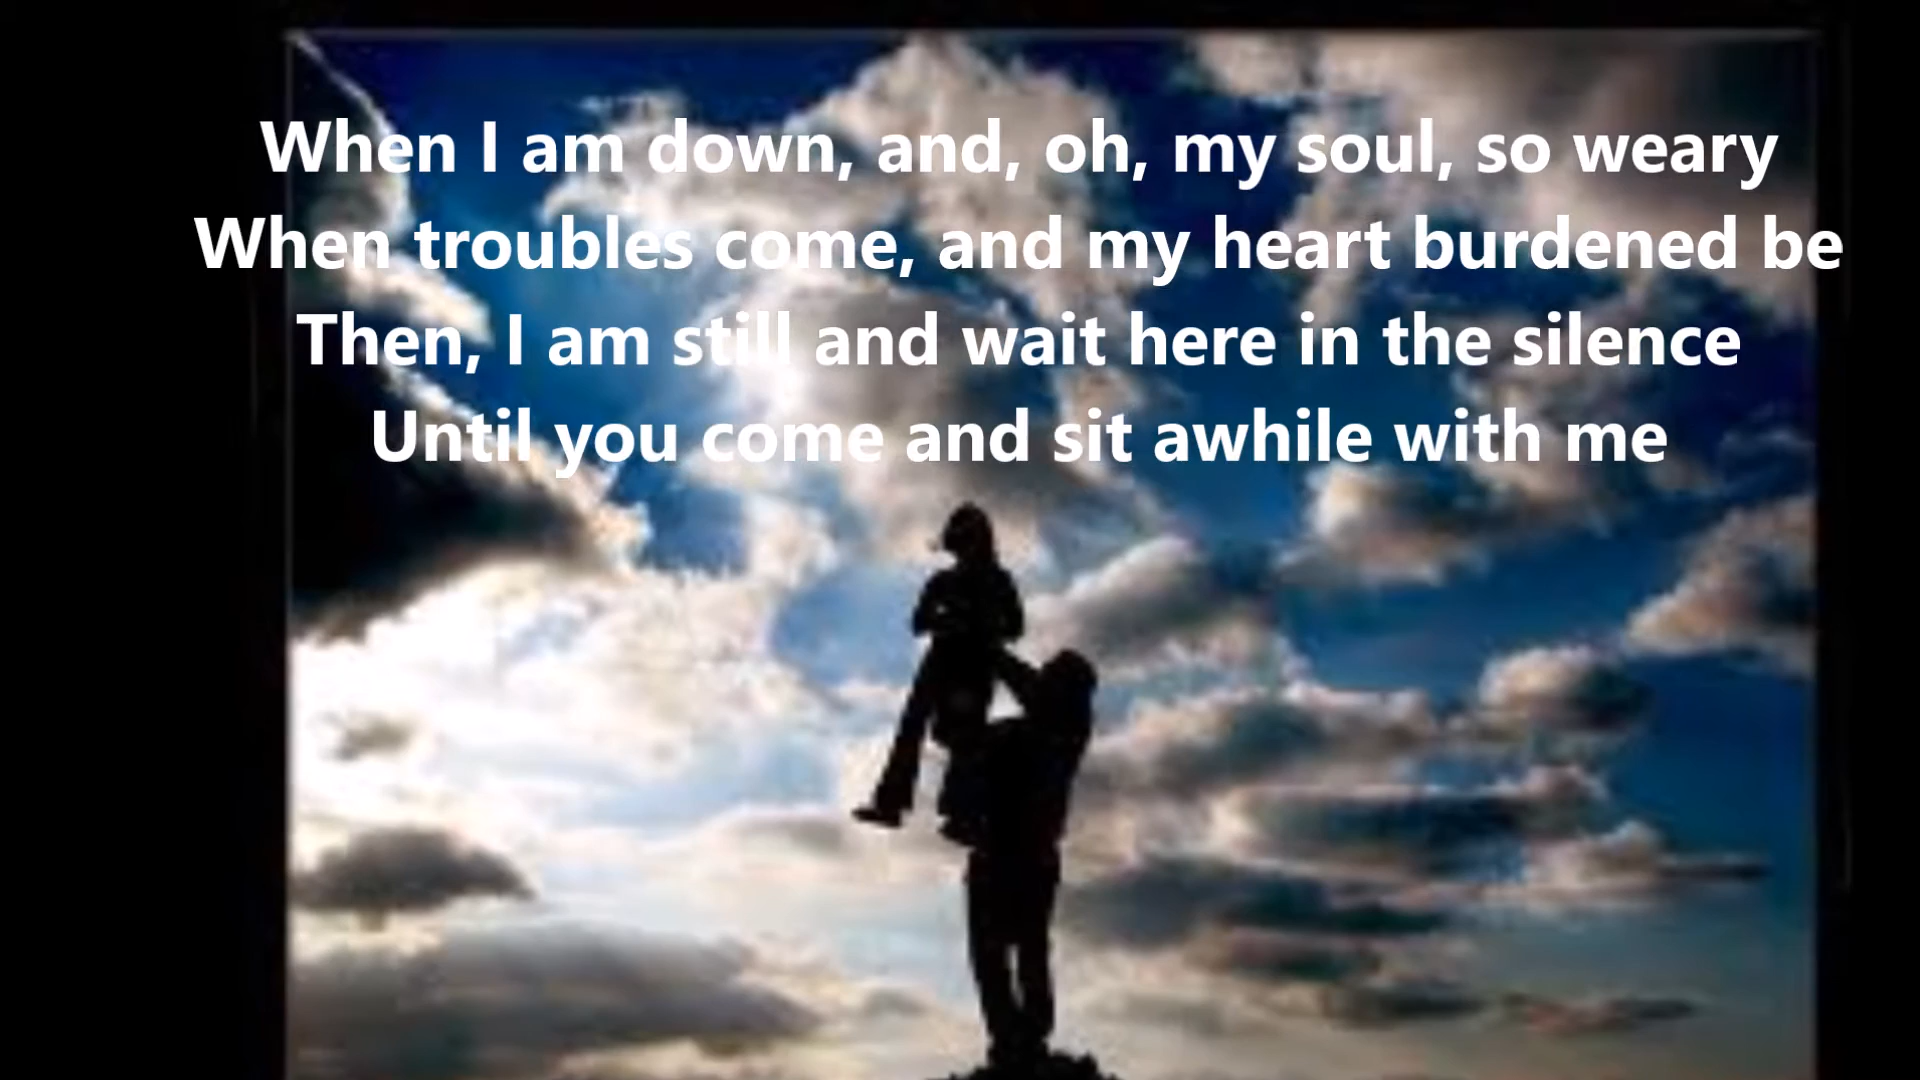 When I am down, and, oh, my soul, so weary
When troubles come, and my heart burdened be
Then, I am still and wait here in the silence
Until you come and sit awhile with me